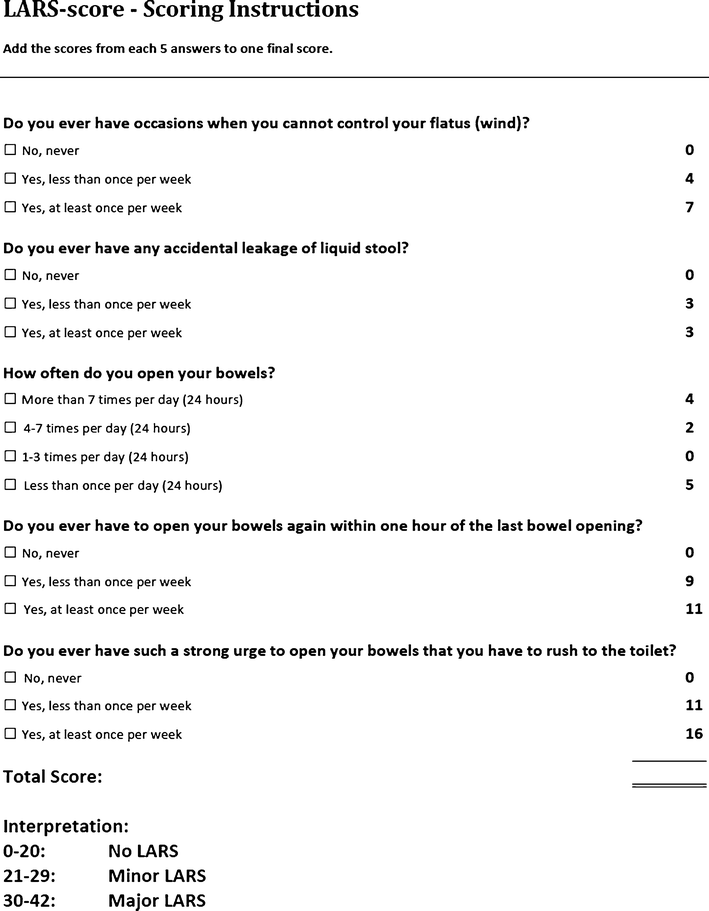 LARS-score - Scoring Instructions
Add the scores from each 5 answers to one final score.
Do you ever have occasions when you cannot control your flatus (wind)?
☐ No, never 0
☐ Yes, less than once per week 4
☐ Yes, at least once per week 7
Do you ever have any accidental leakage of liquid stool?
☐ No, never 0
☐ Yes, less than once per week 3
☐ Yes, at least once per week 3
How often do you open your bowels?
☐ More than 7 times per day (24 hours) 4
☐ 4-7 times per day (24 hours) 2
☐ 1-3 times per day (24 hours) 0
☐ Less than once per day (24 hours) 5
Do you ever have to open your bowels again within one hour of the last bowel opening?
☐ No, never 0
☐ Yes, less than once per week 9
☐ Yes, at least once per week 11
Do you ever have such a strong urge to open your bowels that you have to rush to the toilet?
☐ No, never 0
☐ Yes, less than once per week 11
☐ Yes, at least once per week 16
Total Score:
Interpretation:
0-20: No LARS
21-29: Minor LARS
30-42: Major LARS